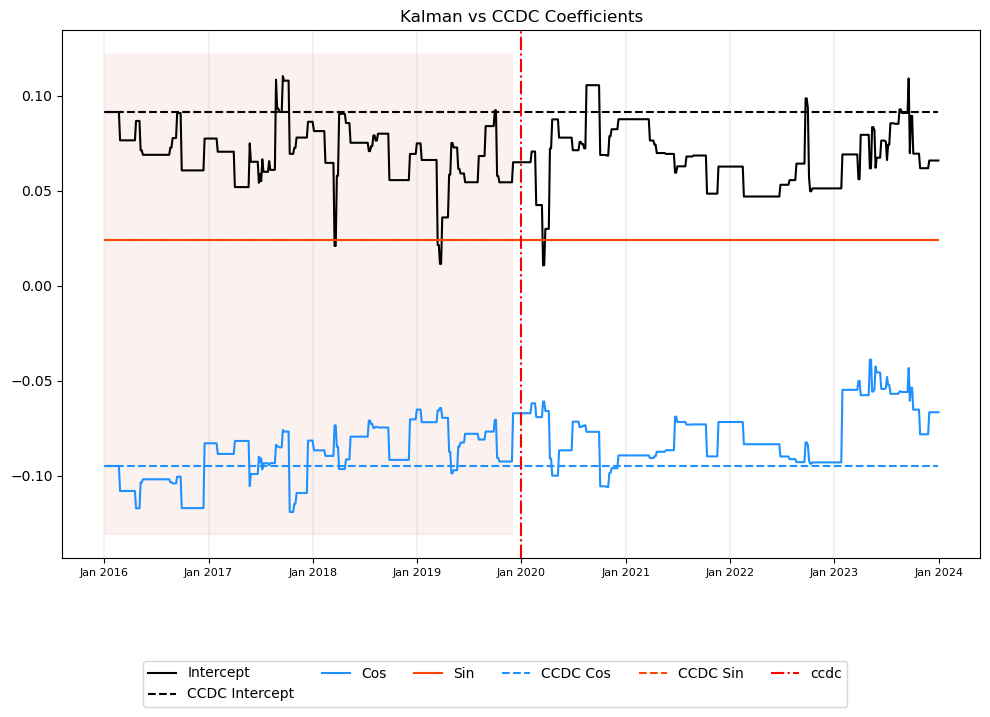 Kalman vs CCDC Coefficients
0.10
0.05
0.00
−0.05
−0.10
Jan 2016 Jan 2017 Jan 2018 Jan 2019 Jan 2020 Jan 2021 Jan 2022 Jan 2023 Jan 2024
Intercept Cos Sin CCDC Cos CCDC Sin ccdc
CCDC Intercept